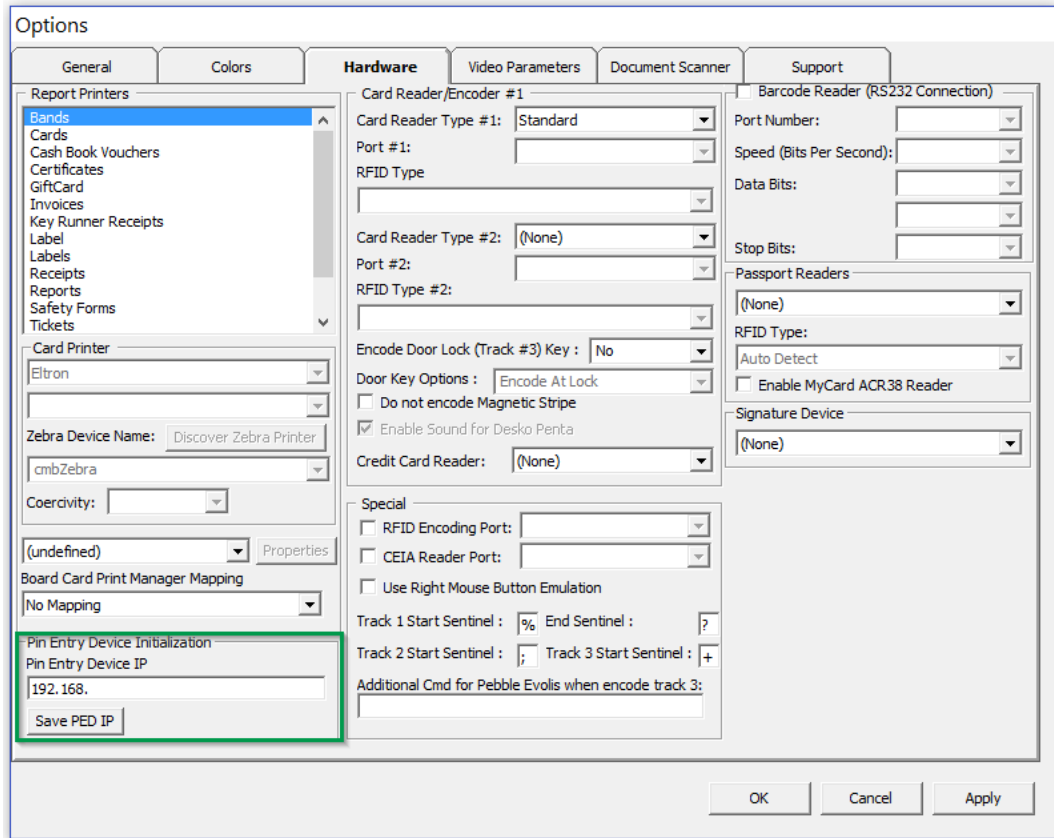 Options
General
Colors
Hardware
Video Parameters
Document Scanner
Support
Report Printers
Bands
Cards
Cash Book Vouchers
Certificates
GiftCard
Invoices
Key Runner Receipts
Label
Labels
Receipts
Reports
Safety Forms
Tickets
Card Printer
Eltron
Zebra Device Name: Discover Zebra Printer
cmbZebra
Coercivity:
(undefined) Properties
Board Card Print Manager Mapping
No Mapping
Pin Entry Device Initialization
Pin Entry Device IP
192.168.
Save PED IP
Card Reader/Encoder #1
Card Reader Type #1: Standard
Port #1:
RFID Type
Card Reader Type #2: (None)
Port #2:
RFID Type #2:
Encode Door Lock (Track #3) Key : No
Door Key Options : Encode At Lock
Do not encode Magnetic Stripe
Enable Sound for Desko Penta
Credit Card Reader: (None)
Special
RFID Encoding Port:
CEIA Reader Port:
Use Right Mouse Button Emulation
Track 1 Start Sentinel : % End Sentinel : ?
Track 2 Start Sentinel : ; Track 3 Start Sentinel : +
Additional Cmd for Pebble Evolis when encode track 3:
Barcode Reader (RS232 Connection)
Port Number:
Speed (Bits Per Second):
Data Bits:
Stop Bits:
Passport Readers
(None)
RFID Type:
Auto Detect
Enable MyCard ACR38 Reader
Signature Device
(None)
OK
Cancel
Apply